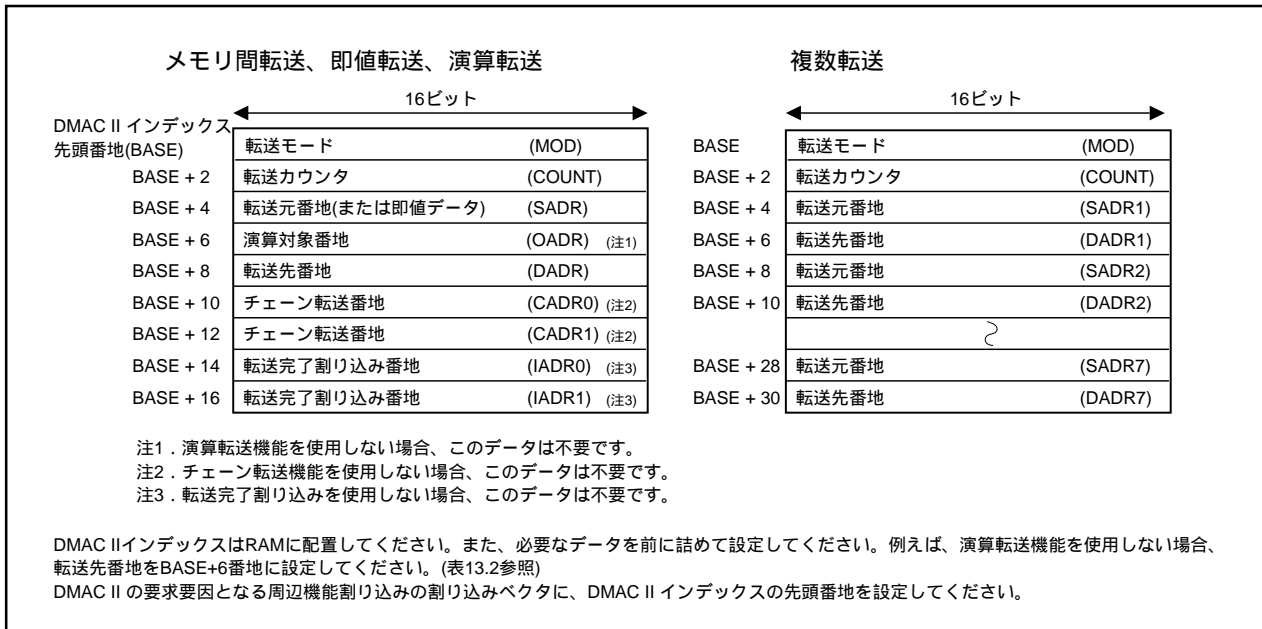 メモリ間転送、即値転送、演算転送
16ビット
DMAC II インデックス
先頭番地(BASE) 転送モード (MOD)
BASE + 2 転送カウンタ (COUNT)
BASE + 4 転送元番地(または即値データ) (SADR)
BASE + 6 演算対象番地 (OADR) (注1)
BASE + 8 転送先番地 (DADR)
BASE + 10 チェーン転送番地 (CADR0) (注2)
BASE + 12 チェーン転送番地 (CADR1) (注2)
BASE + 14 転送完了割り込み番地 (IADR0) (注3)
BASE + 16 転送完了割り込み番地 (IADR1) (注3)
複数転送
16ビット
BASE 転送モード (MOD)
BASE + 2 転送カウンタ (COUNT)
BASE + 4 転送元番地 (SADR1)
BASE + 6 転送先番地 (DADR1)
BASE + 8 転送元番地 (SADR2)
BASE + 10 転送先番地 (DADR2)
BASE + 28 転送元番地 (SADR7)
BASE + 30 転送先番地 (DADR7)
注1．演算転送機能を使用しない場合、このデータは不要です。
注2．チェーン転送機能を使用しない場合、このデータは不要です。
注3．転送完了割り込みを使用しない場合、このデータは不要です。
DMAC IIインデックスはRAMに配置してください。また、必要なデータを前に詰めて設定してください。例えば、演算転送機能を使用しない場合、
転送先番地をBASE+6番地に設定してください。(表13.2参照)
DMAC II の要求要因となる周辺機能割り込みの割り込みベクタに、DMAC II インデックスの先頭番地を設定してください。